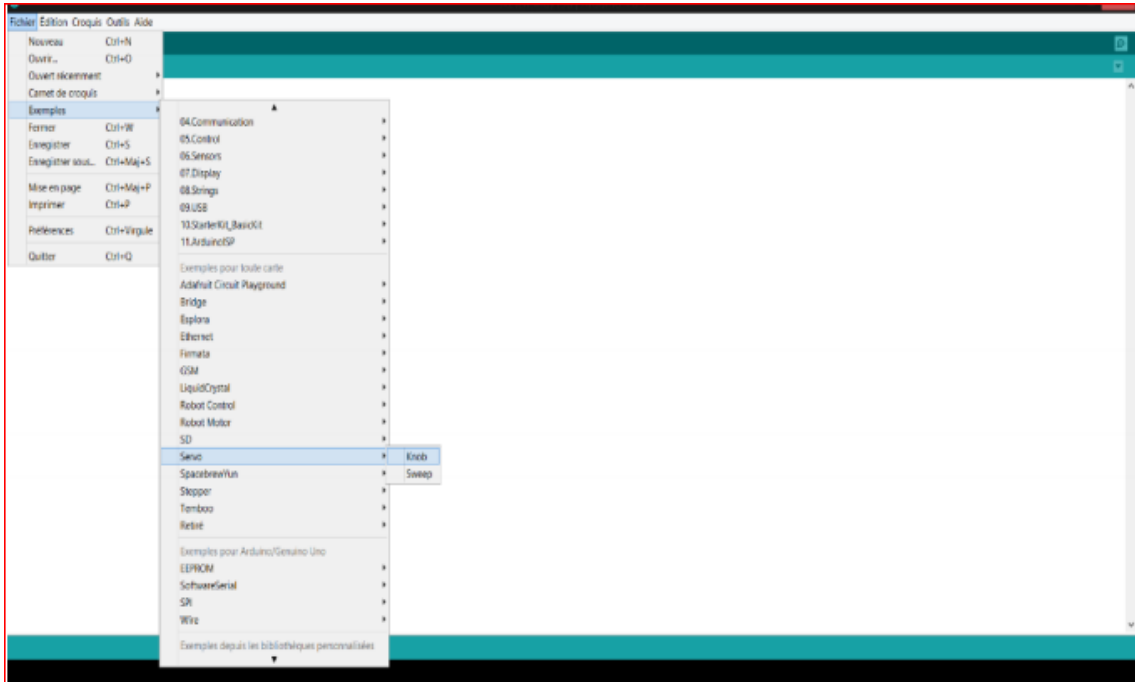 Fichier Édition Croquis Outils Aide
Nouveau Ctrl+N
Ouvrir... Ctrl+O
Ouvert récemment
Carnet de croquis
Exemples
Fermer Ctrl+W
Enregistrer Ctrl+S
Enregistrer sous... Ctrl+Maj+S
Mise en page Ctrl+Maj+P
Imprimer Ctrl+P
Préférences Ctrl+Virgule
Quitter Ctrl+Q
04.Communication
05.Control
06.Sensors
07.Display
08.Strings
09.USB
10.StarterKit_BasicKit
11.ArduinoISP
Exemples pour toute carte
Adafruit Circuit Playground
Bridge
Esplora
Ethernet
Firmata
GSM
LiquidCrystal
Robot Control
Robot Motor
SD
Servo
SpacebrewYun
Stepper
Temboo
Retiré
Exemples pour Arduino/Genuino Uno
EEPROM
SoftwareSerial
SPI
Wire
Exemples depuis les bibliothèques personnalisées
Knob
Sweep